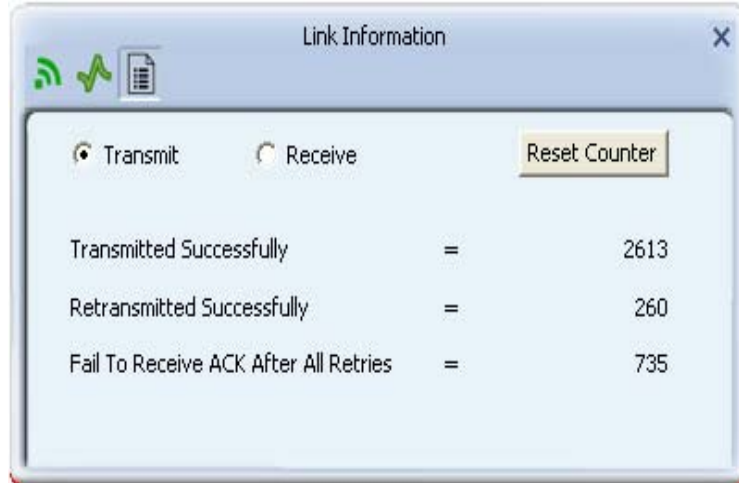 Link Information
Transmit Receive Reset Counter
Transmitted Successfully = 2613
Retransmitted Successfully = 260
Fail To Receive ACK After All Retries = 735